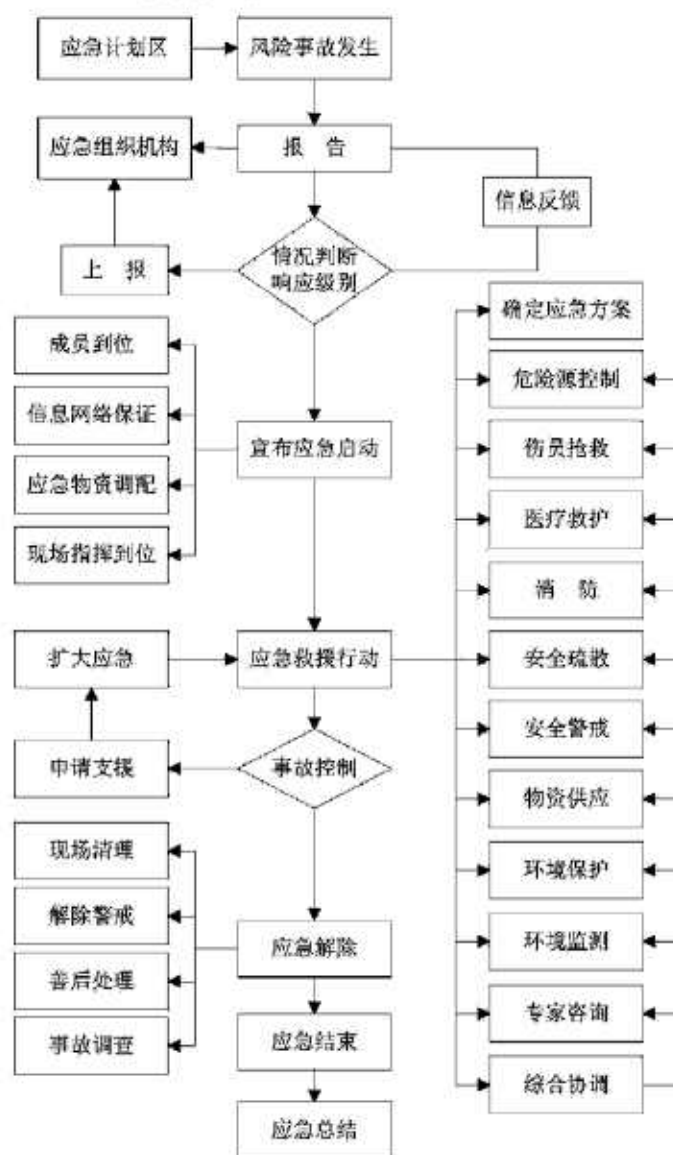 应急计划区
风险事故发生
应急组织机构
报 告
信息反馈
情况判断
响应级别
上 报
确定应急方案
成员到位
危险源控制
信息网络保证
宣布应急启动
伤员抢救
应急物资调配
医疗救护
现场指挥到位
消 防
扩大应急
应急救援行动
安全疏散
申请支援
事故控制
安全警戒
物资供应
现场清理
环境保护
解除警戒
应急解除
环境监测
善后处理
专家咨询
应急结束
事故调查
综合协调
应急总结